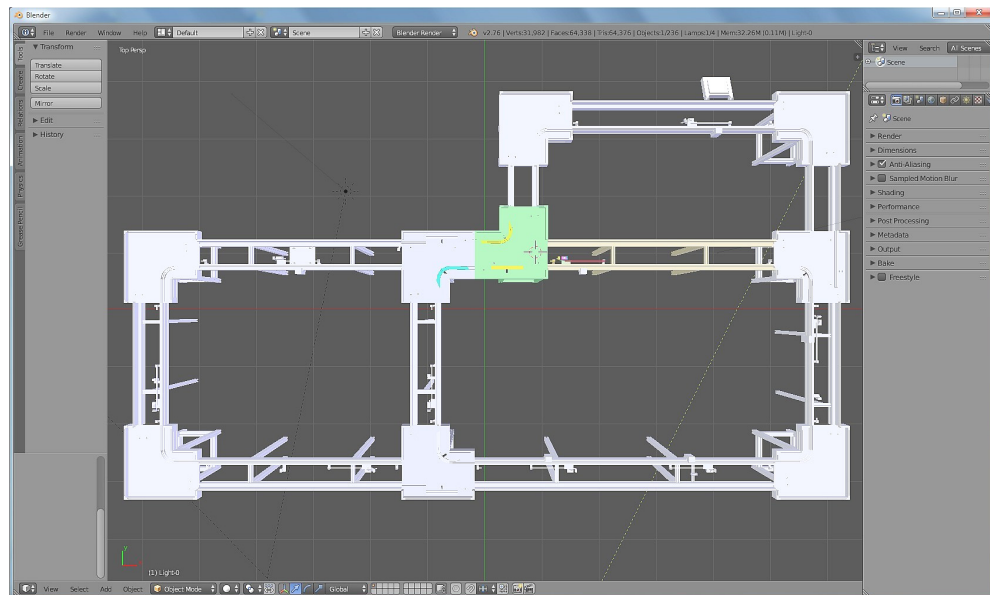 Blender
File Render Window Help Default Scene Blender Render v2.76 | Verts:31,982 | Faces:64,338 | Tris:64,376 | Objects:1/236 | Lamps:1/4 | Mem:32.26M (0.11M) | Light-0
Tools
Create
Relations
Animation
Physics
Grease Pencil
Transform
Translate
Rotate
Scale
Mirror
Edit
History
Top Persp
(1) Light-0
View Select Add Object Object Mode Global
View Search All Scenes
Scene
Scene
Render
Dimensions
Anti-Aliasing
Sampled Motion Blur
Shading
Performance
Post Processing
Metadata
Output
Bake
Freestyle